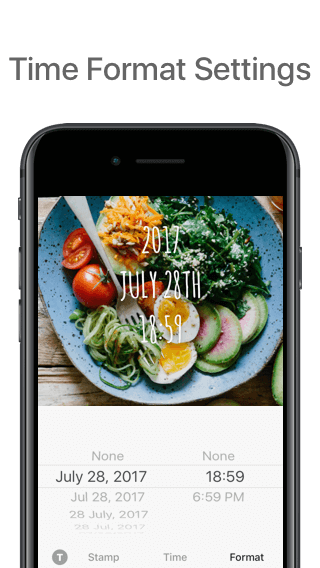 Time Format Settings
2017
JULY 28TH
18:59
None None
July 28, 2017 18:59
Jul 28, 2017 6:59 PM
28 July, 2017
28 Jul, 2017
T Stamp Time Format